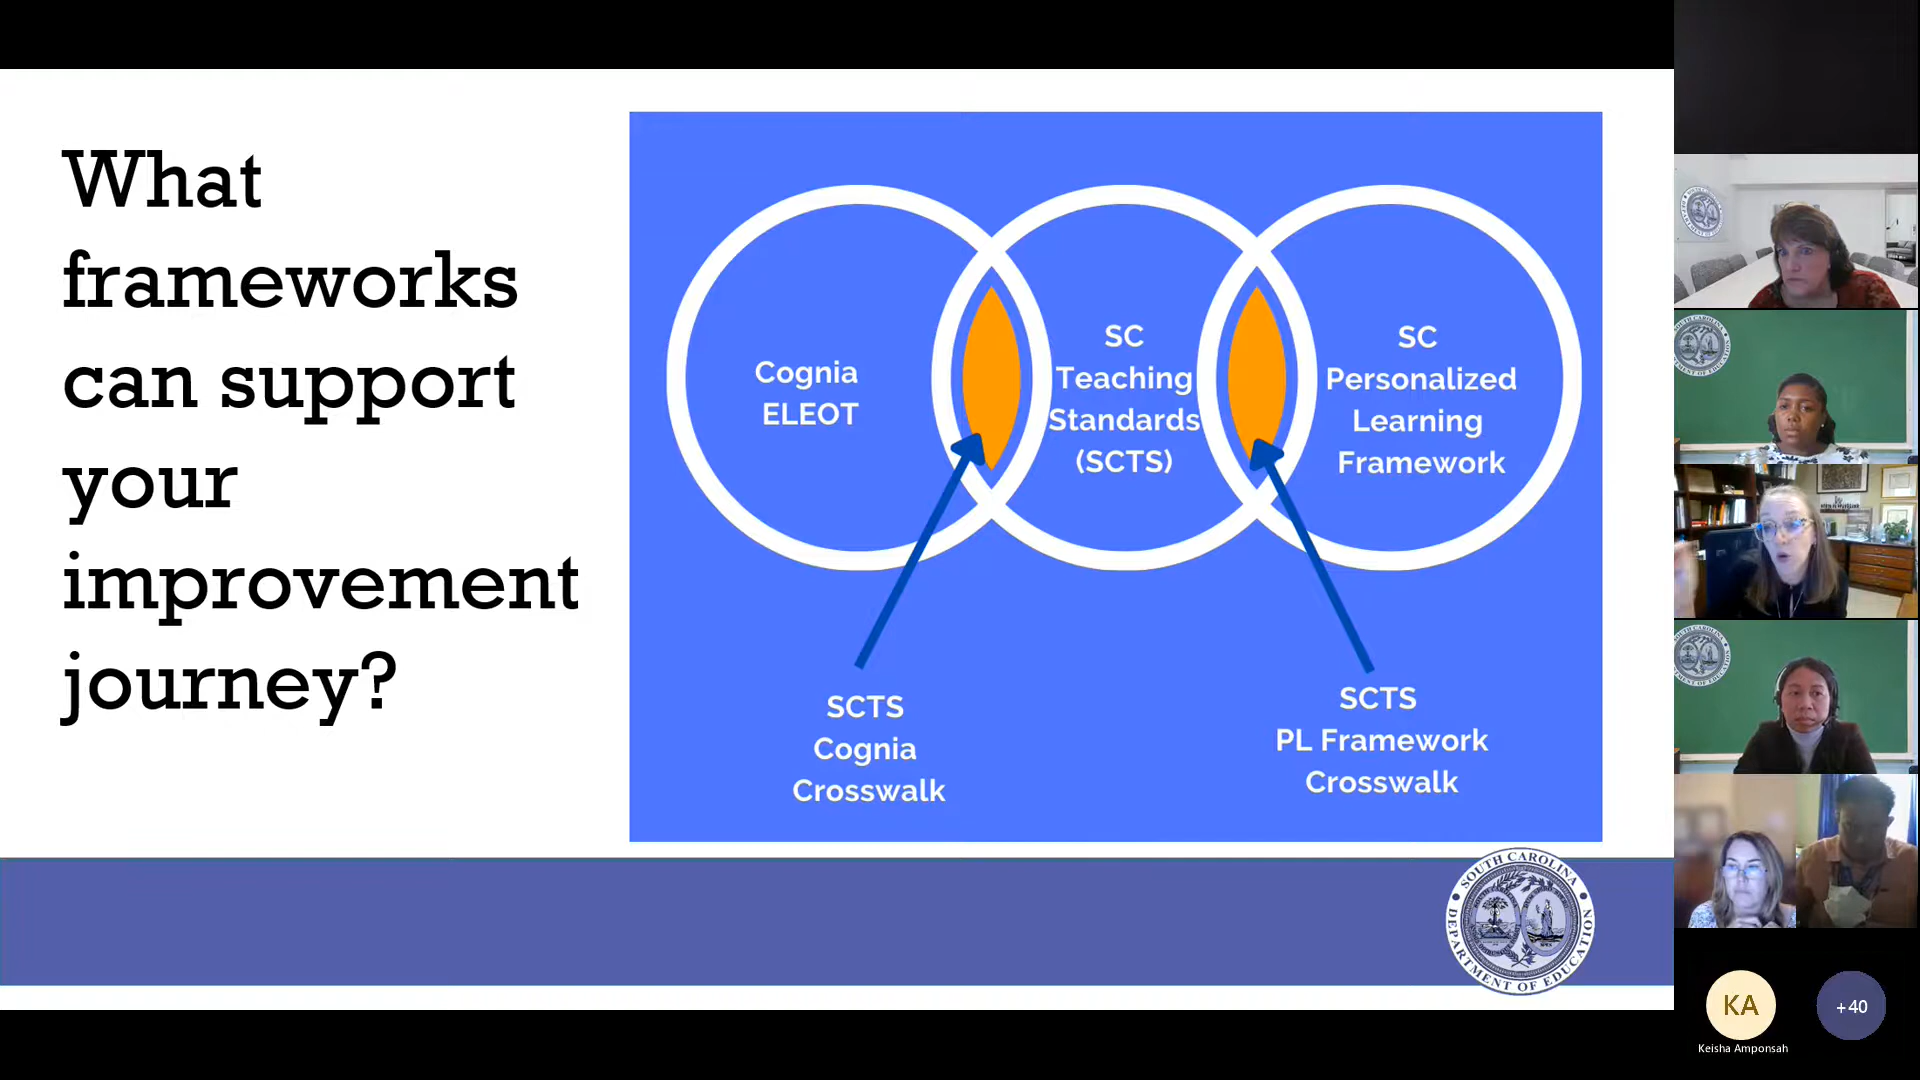 What
frameworks
can support
your
improvement
journey?
Cognia
ELEOT
SC
Teaching
Standards
(SCTS)
SC
Personalized
Learning
Framework
SCTS
Cognia
Crosswalk
SCTS
PL Framework
Crosswalk
SOUTH CAROLINA
DEPARTMENT OF EDUCATION
KA
+40
Keisha Amponsah